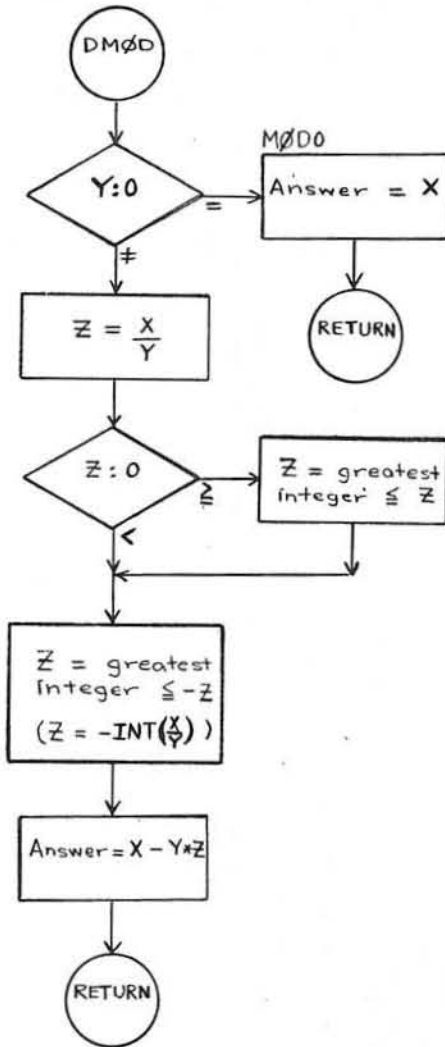 DMØD
MØD0
Y:0
=
Answer = X
≠
RETURN
Z = X
Y
Z:0
≧
Z = greatest
integer ≦ Z
<
Z = greatest
integer ≦ -Z
(Z = -INT(X/Y))
Answer = X - Y*Z
RETURN